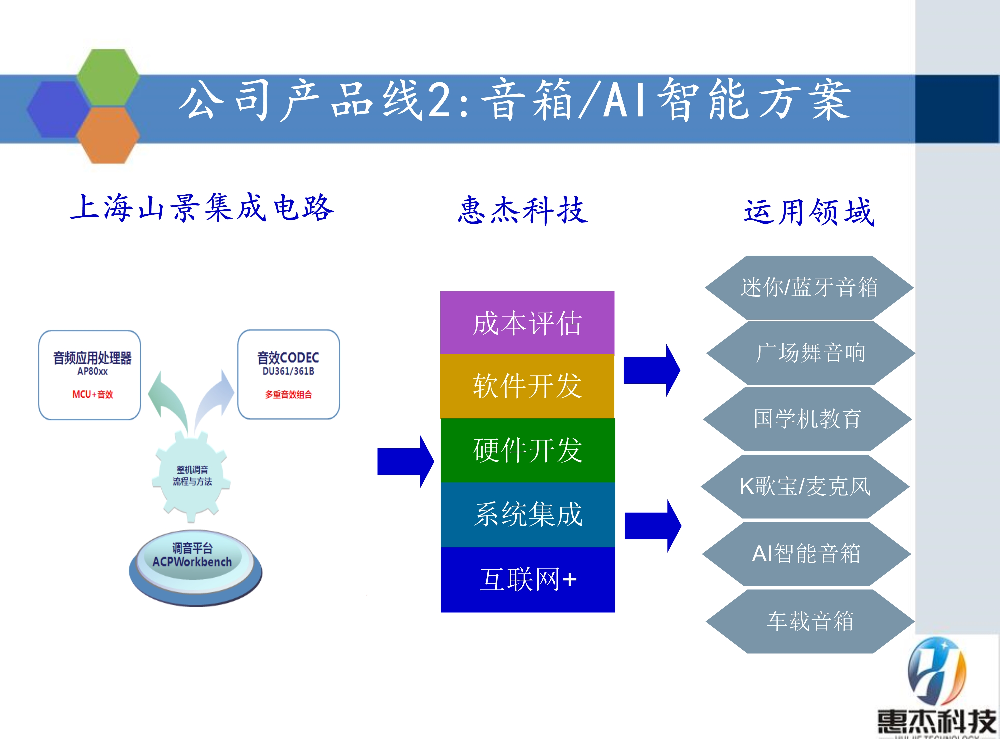 公司产品线2:音箱/AI智能方案
上海山景集成电路
惠杰科技
运用领域
音频应用处理器
AP80xx
MCU+音效
音效CODEC
DU361/361B
多重音效组合
整机调音
流程与方法
调音平台
ACPWorkbench
成本评估
软件开发
硬件开发
系统集成
互联网+
迷你/蓝牙音箱
广场舞音响
国学机教育
K歌宝/麦克风
AI智能音箱
车载音箱
惠杰科技
HUIJIE TECHNOLOGY